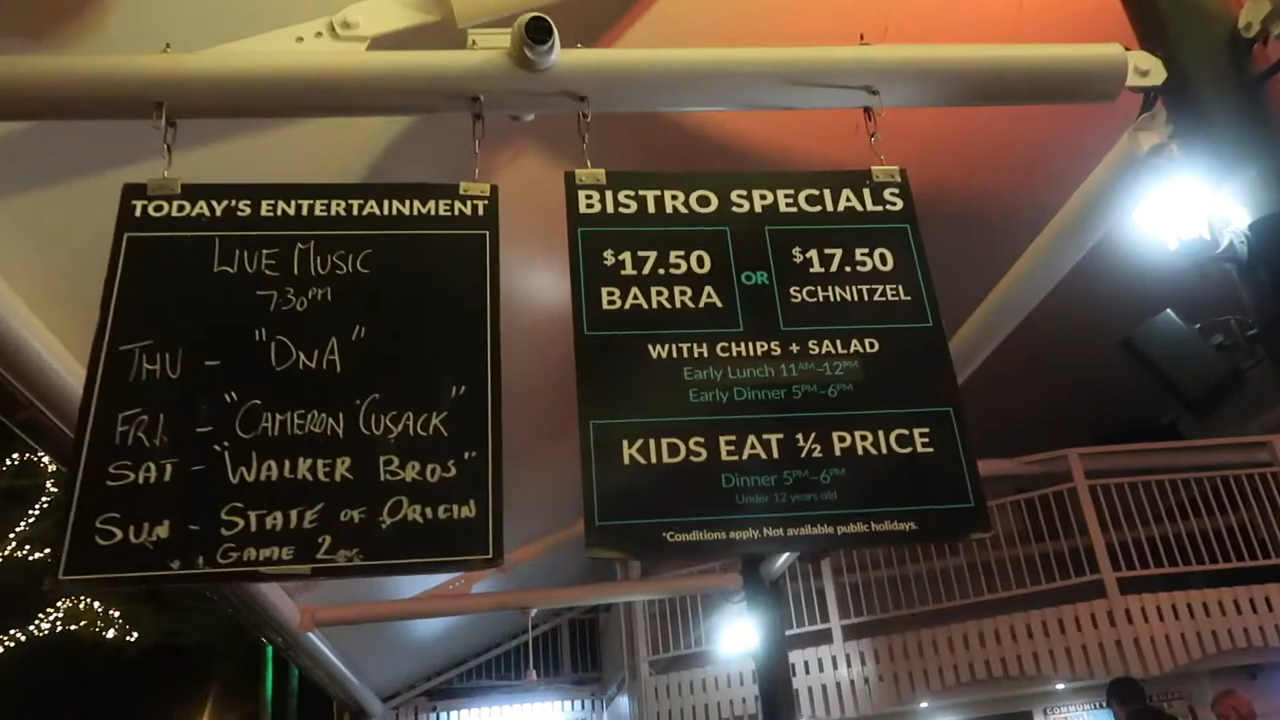 TODAY'S ENTERTAINMENT
LIVE MUSIC
7.30PM
THU - "DNA"
FRI. - "CAMERON CUSACK"
SAT - "WALKER BROS"
SUN - STATE OF ORIGIN
GAME 2
BISTRO SPECIALS
$17.50 BARRA
OR
$17.50 SCHNITZEL
WITH CHIPS + SALAD
Early Lunch 11AM-12PM
Early Dinner 5PM-6PM
KIDS EAT ½ PRICE
Dinner 5PM-6PM
Under 12 years old
*Conditions apply. Not available public holidays.
COMMUNITY BOARD